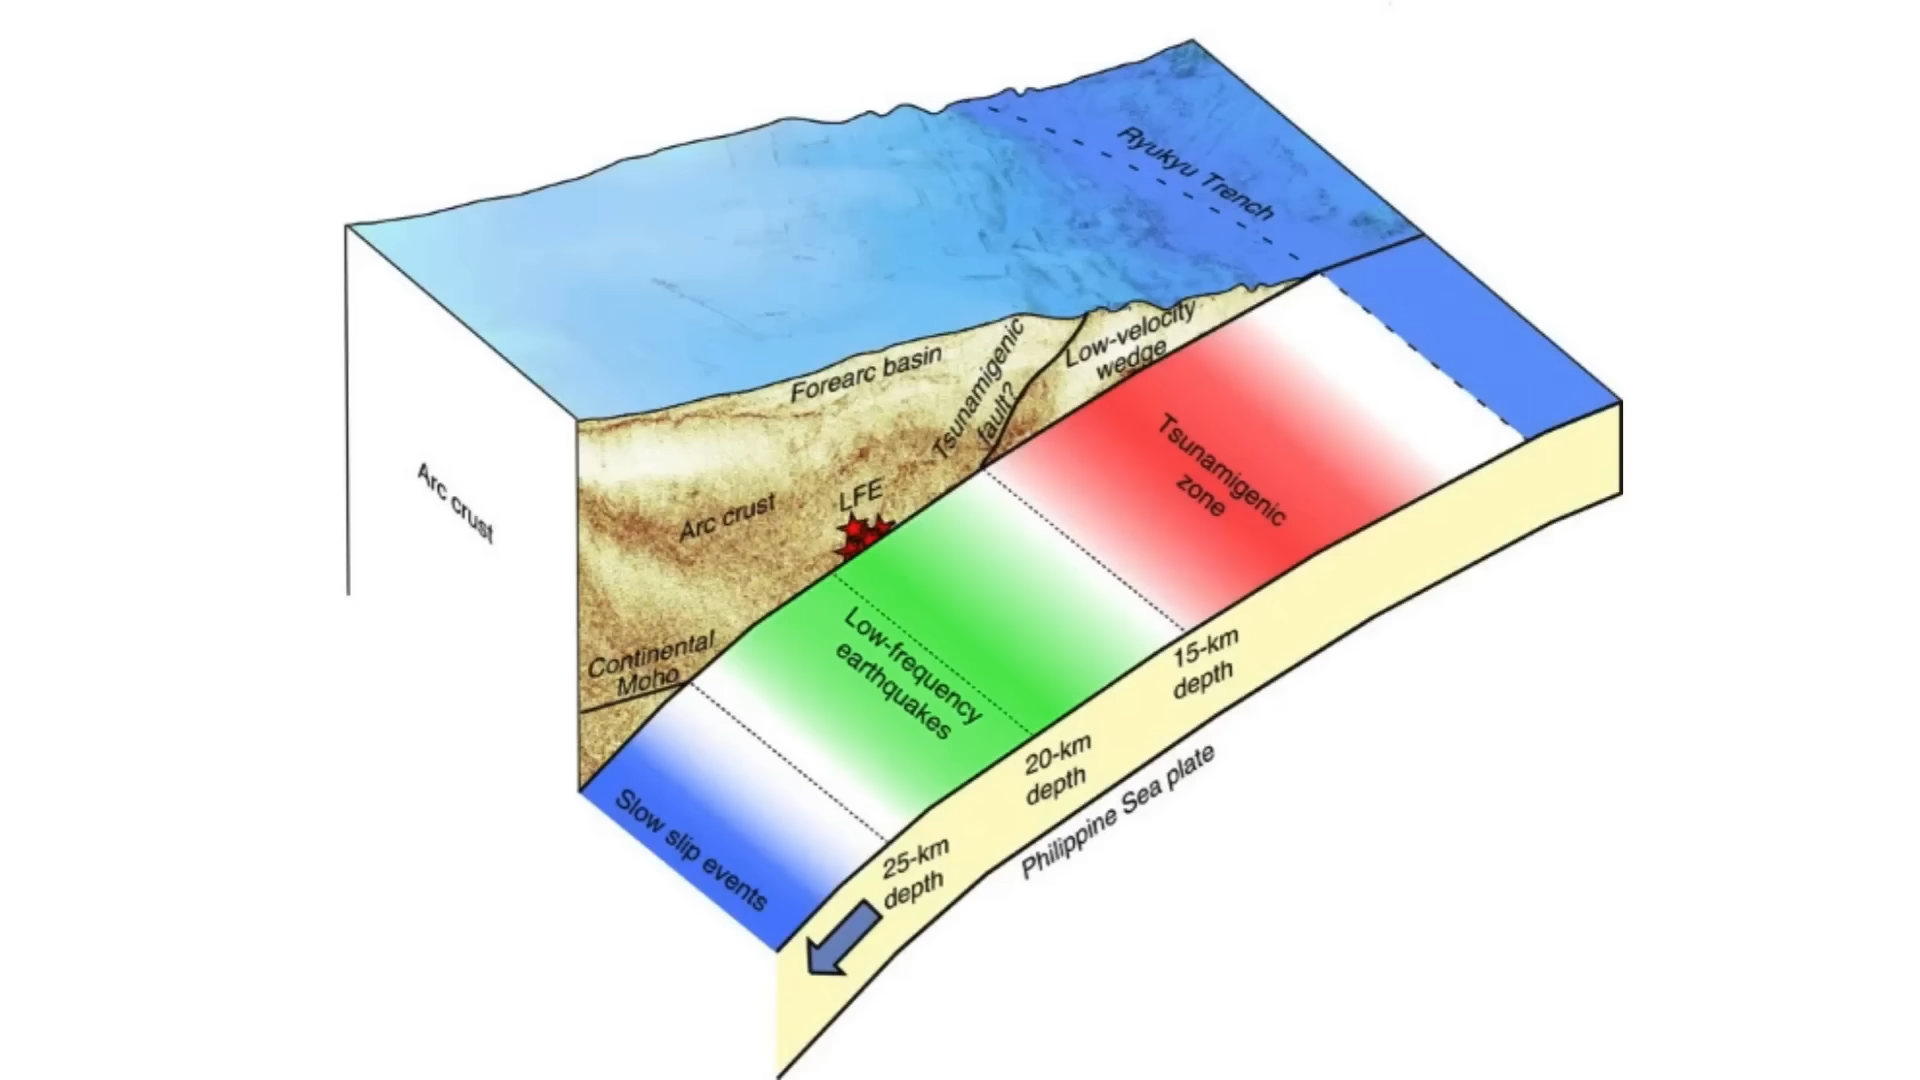 Ryukyu Trench
Low-velocity
wedge
Tsunamigenic
fault?
Forearc basin
Tsunamigenic
zone
Arc crust
LFE
Arc crust
Low-frequency
earthquakes
Continental
Moho
15-km
depth
20-km
depth
Slow slip events
25-km
depth
Philippine Sea plate